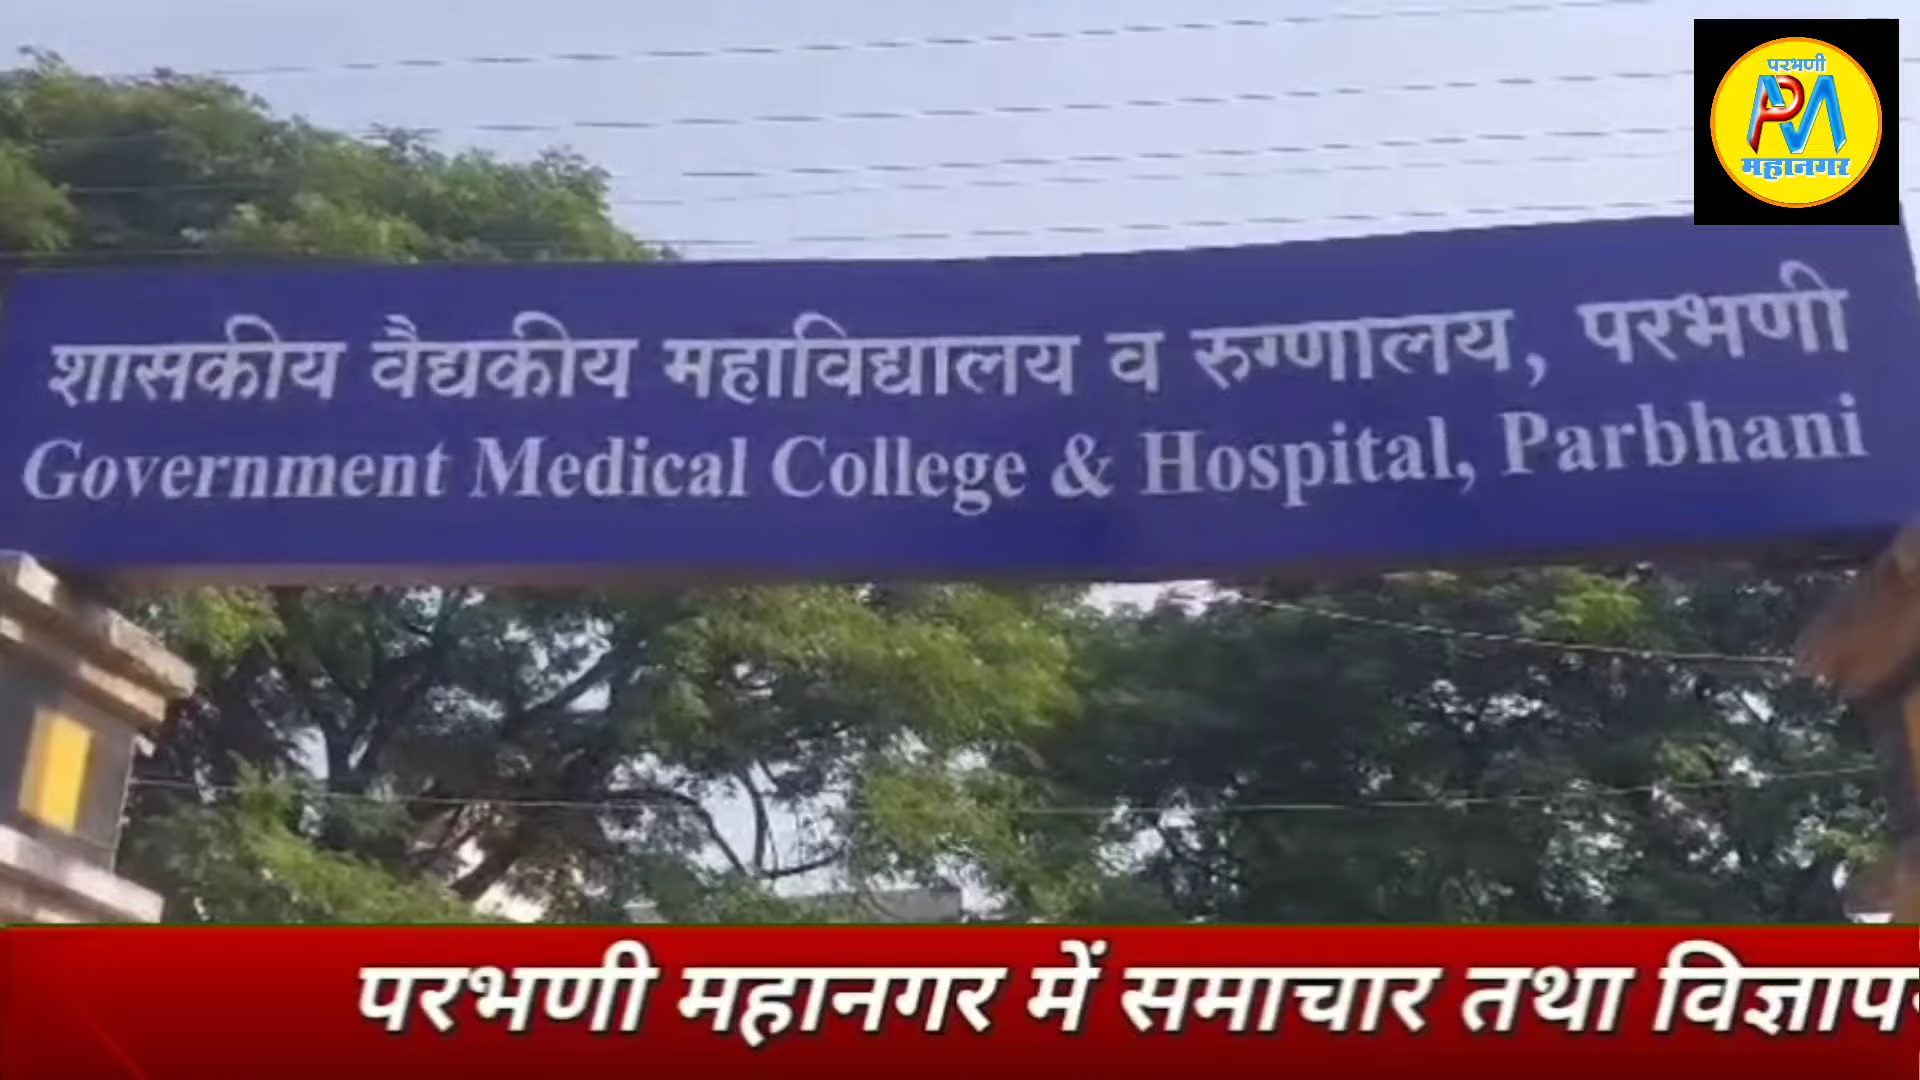 परभणी
PM
महानगर
शासकीय वैद्यकीय महाविद्यालय व रुग्णालय, परभणी
Government Medical College & Hospital, Parbhani
परभणी महानगर में समाचार तथा